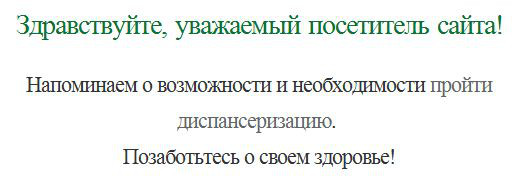 Здравствуйте, уважаемый посетитель сайта!
Напоминаем о возможности и необходимости пройти
диспансеризацию.
Позаботьтесь о своем здоровье!